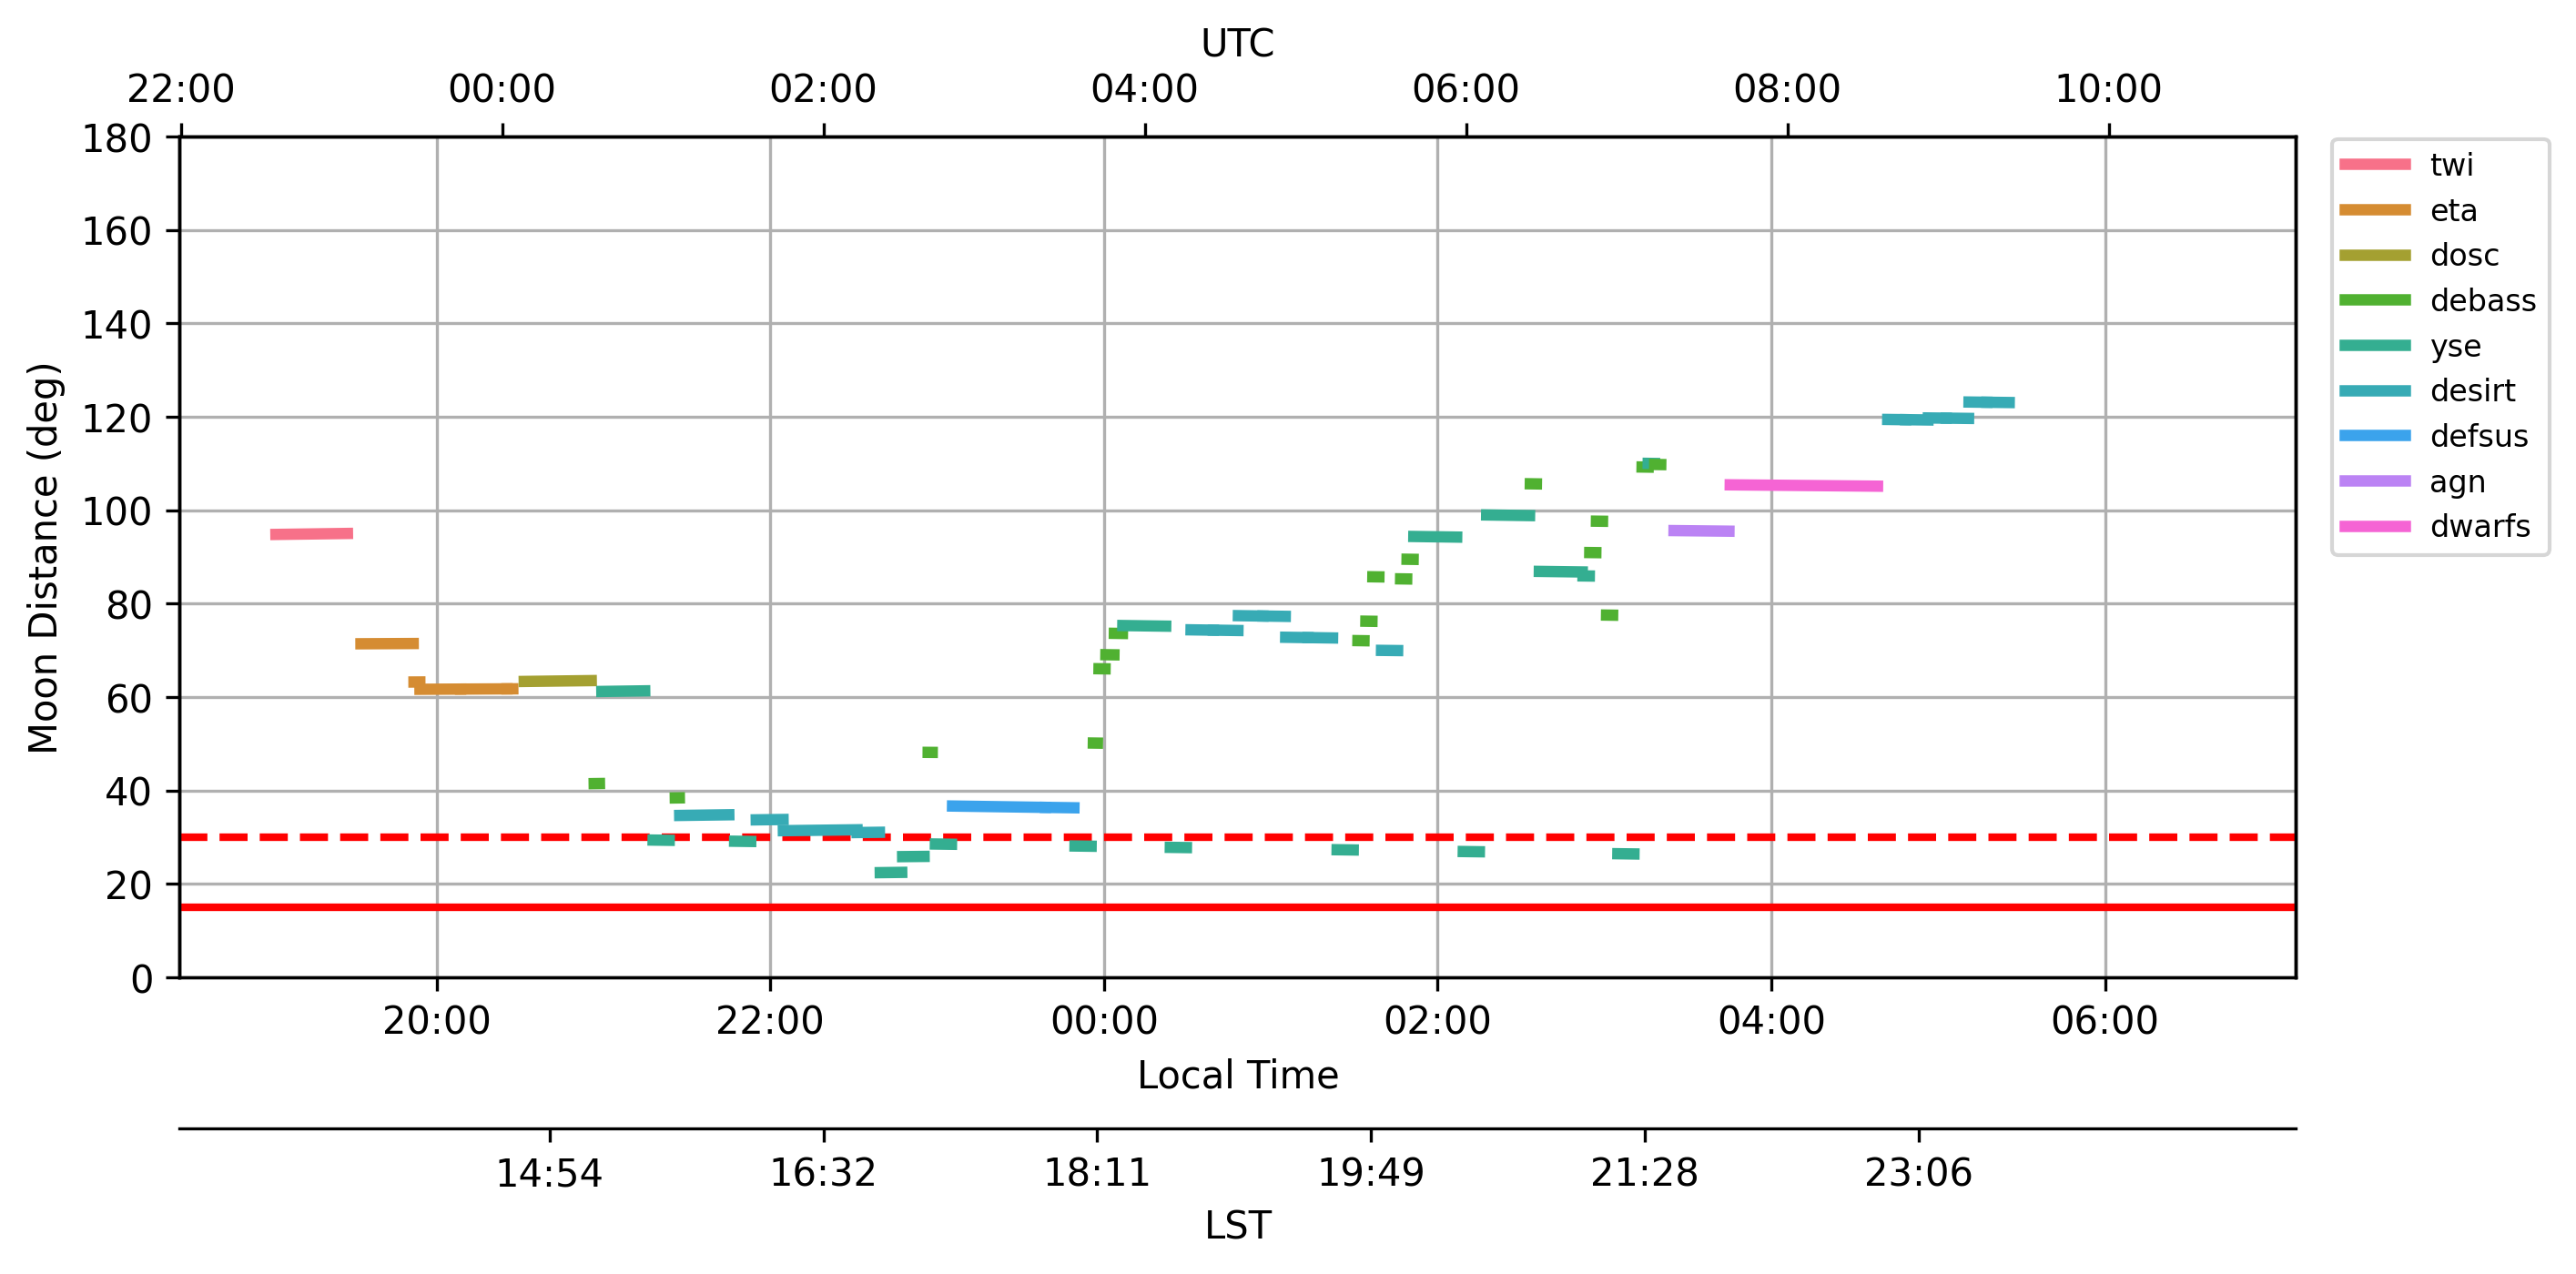 UTC
22:00 00:00 02:00 04:00 06:00 08:00 10:00
180
160
140
120
100
80
60
40
20
0
Moon Distance (deg)
twi
eta
dosc
debass
yse
desirt
defsus
agn
dwarfs
20:00 22:00 00:00 02:00 04:00 06:00
Local Time
14:54 16:32 18:11 19:49 21:28 23:06
LST